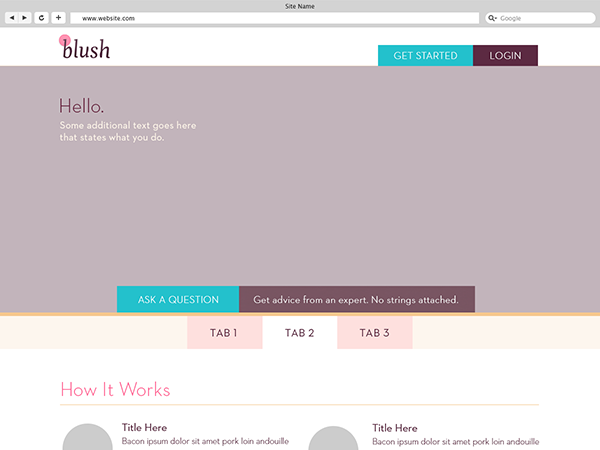 Site Name
www.website.com
Google
blush
GET STARTED
LOGIN
Hello.
Some additional text goes here
that states what you do.
ASK A QUESTION
Get advice from an expert. No strings attached.
TAB 1
TAB 2
TAB 3
How It Works
Title Here
Bacon ipsum dolor sit amet pork loin andouille
Title Here
Bacon ipsum dolor sit amet pork loin andouille